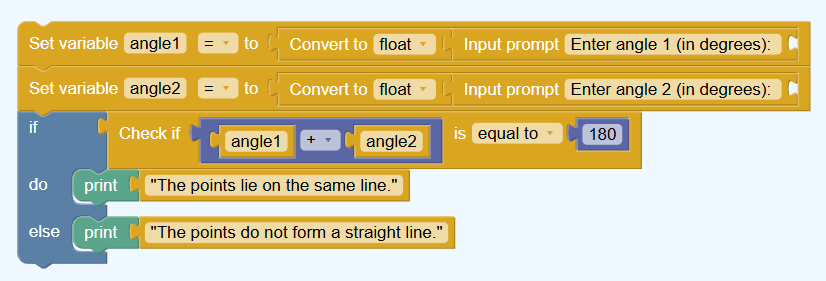 Set variable angle1 = to Convert to float Input prompt Enter angle 1 (in degrees):
Set variable angle2 = to Convert to float Input prompt Enter angle 2 (in degrees):
if Check if angle1 + angle2 is equal to 180
do print "The points lie on the same line."
else print "The points do not form a straight line."